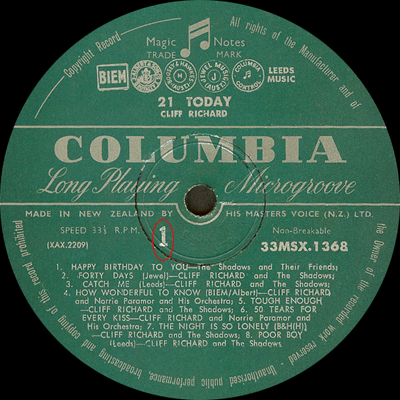 Copyright Record All rights of the Manufacturer and of
Magic Notes
TRADE MARK
BIEM
LEEDS
MUSIC
21 TODAY
CLIFF RICHARD
COLUMBIA
Long Playing Microgroove
MADE IN NEW ZEALAND BY HIS MASTERS VOICE (N.Z.) LTD.
SPEED 33⅓ R.P.M. 1 Non-Breakable
(XAX.2209) 33MSX.1368
1. HAPPY BIRTHDAY TO YOU—The Shadows and Their Friends;
2. FORTY DAYS (Jewel)—CLIFF RICHARD and The Shadows;
3. CATCH ME (Leeds)—CLIFF RICHARD and The Shadows;
4. HOW WONDERFUL TO KNOW (BIEM/Albert)—CLIFF RICHARD
and Norrie Paramor and His Orchestra; 5. TOUGH ENOUGH
—CLIFF RICHARD and The Shadows; 6. 50 TEARS FOR
EVERY KISS—CLIFF RICHARD and Norrie Paramor and
His Orchestra; 7. THE NIGHT IS SO LONELY (B&H(H))
—CLIFF RICHARD and The Shadows; 8. POOR BOY
(Leeds)—CLIFF RICHARD and The Shadows
the Owner of the recorded work reserved - Unauthorised public performance, broadcasting and copying of this record prohibited